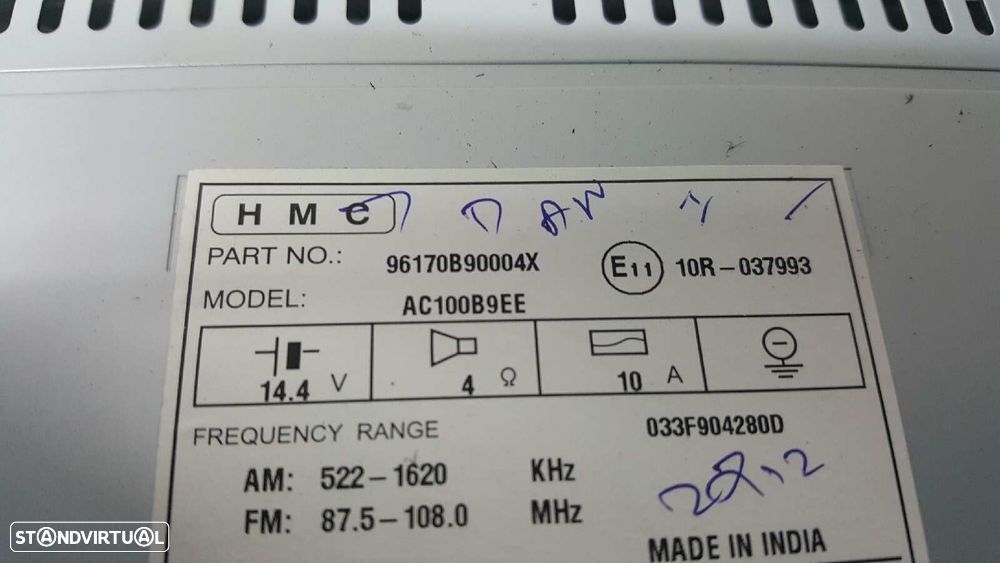 HMC
PART NO.: 96170B90004X E11 10R-037993
MODEL: AC100B9EE
14.4 V 4 Ω 10 A
FREQUENCY RANGE 033F904280D
AM: 522-1620 KHz
FM: 87.5-108.0 MHz
MADE IN INDIA
STANDVIRTUAL